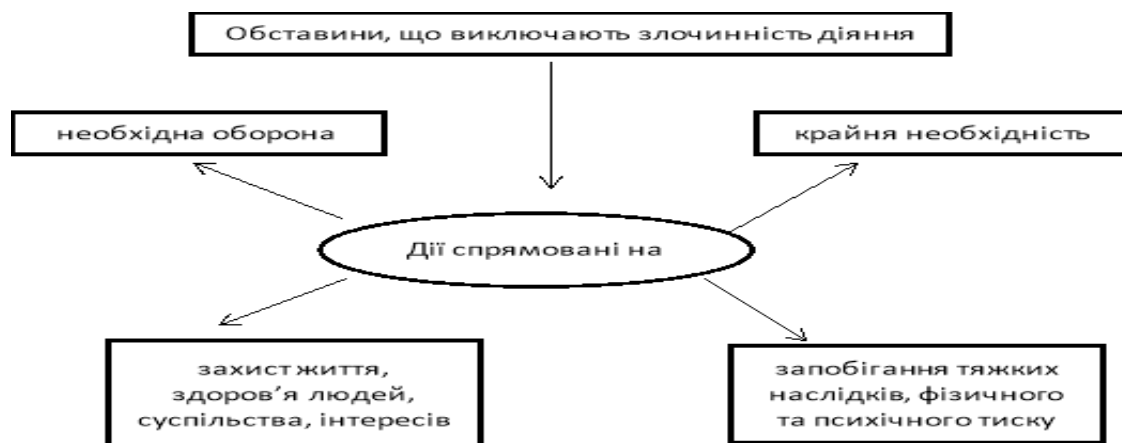 Обставини, що виключають злочинність діяння
необхідна оборона
крайня необхідність
Дії спрямовані на
захист життя,
здоров’я людей,
суспільства, інтересів
запобігання тяжких
наслідків, фізичного
та психічного тиску